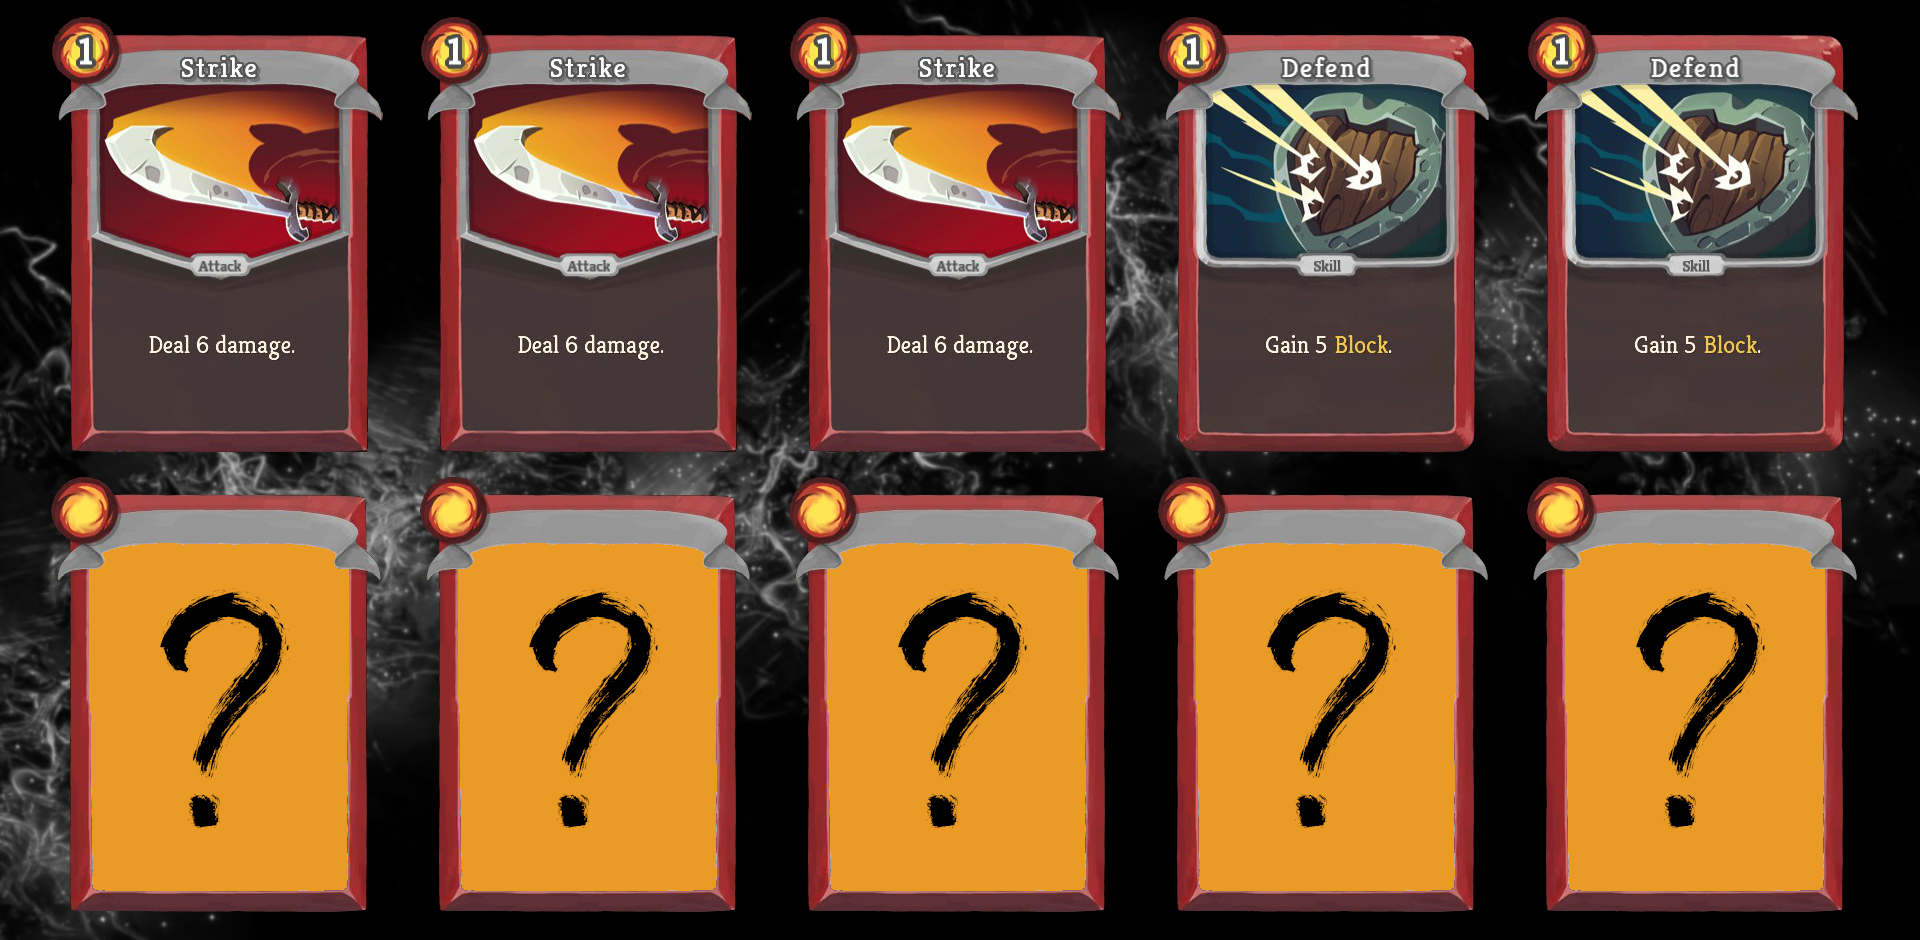 1
Strike
Attack
Deal 6 damage.
1
Strike
Attack
Deal 6 damage.
1
Strike
Attack
Deal 6 damage.
1
Defend
Skill
Gain 5 Block.
1
Defend
Skill
Gain 5 Block.
?
?
?
?
?